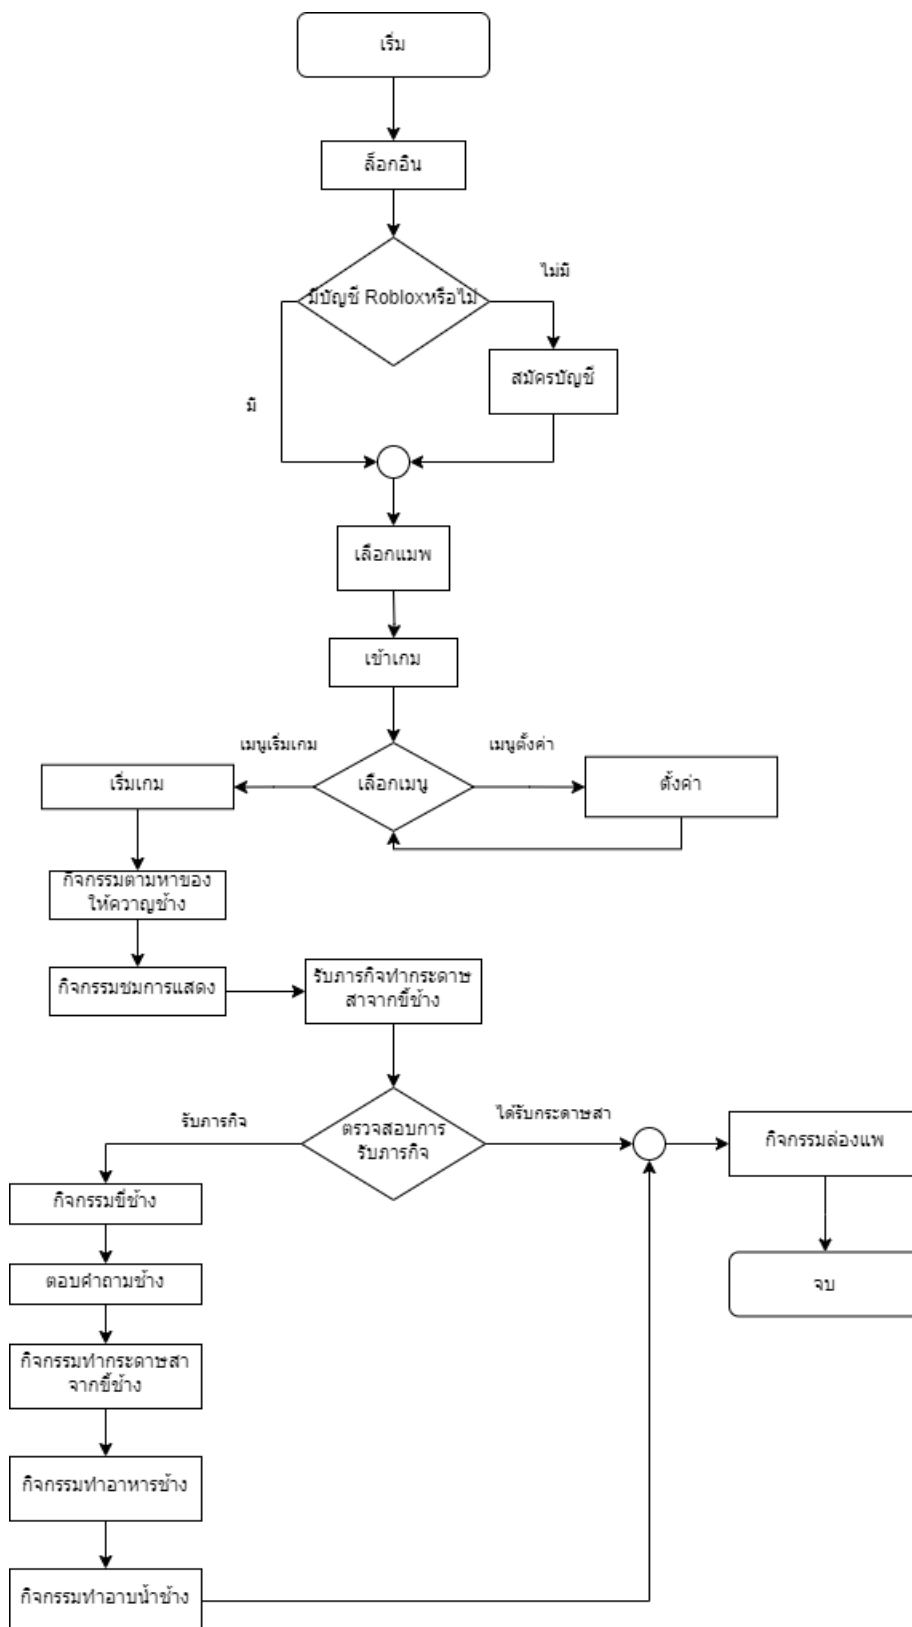 เริ่ม
ล็อกอิน
มีบัญชี Robloxหรือไม่
ไม่มี
สมัครบัญชี
มี
เลือกแมพ
เข้าเกม
เมนูเริ่มเกม
เมนูตั้งค่า
เริ่มเกม
เลือกเมนู
ตั้งค่า
กิจกรรมตามหาของ
ให้ควาญช้าง
กิจกรรมชมการแสดง
รับภารกิจทำกระดาษ
สาจากขี้ช้าง
รับภารกิจ
ตรวจสอบการ
รับภารกิจ
ได้รับกระดาษสา
กิจกรรมล่องแพ
กิจกรรมขี่ช้าง
ตอบคำถามช้าง
จบ
กิจกรรมทำกระดาษสา
จากขี้ช้าง
กิจกรรมทำอาหารช้าง
กิจกรรมทำอาบน้ำช้าง